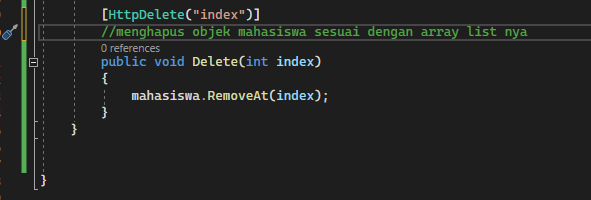 [HttpDelete("index")]
//menghapus objek mahasiswa sesuai dengan array list nya
0 references
public void Delete(int index)
{
mahasiswa.RemoveAt(index);
}
}
}